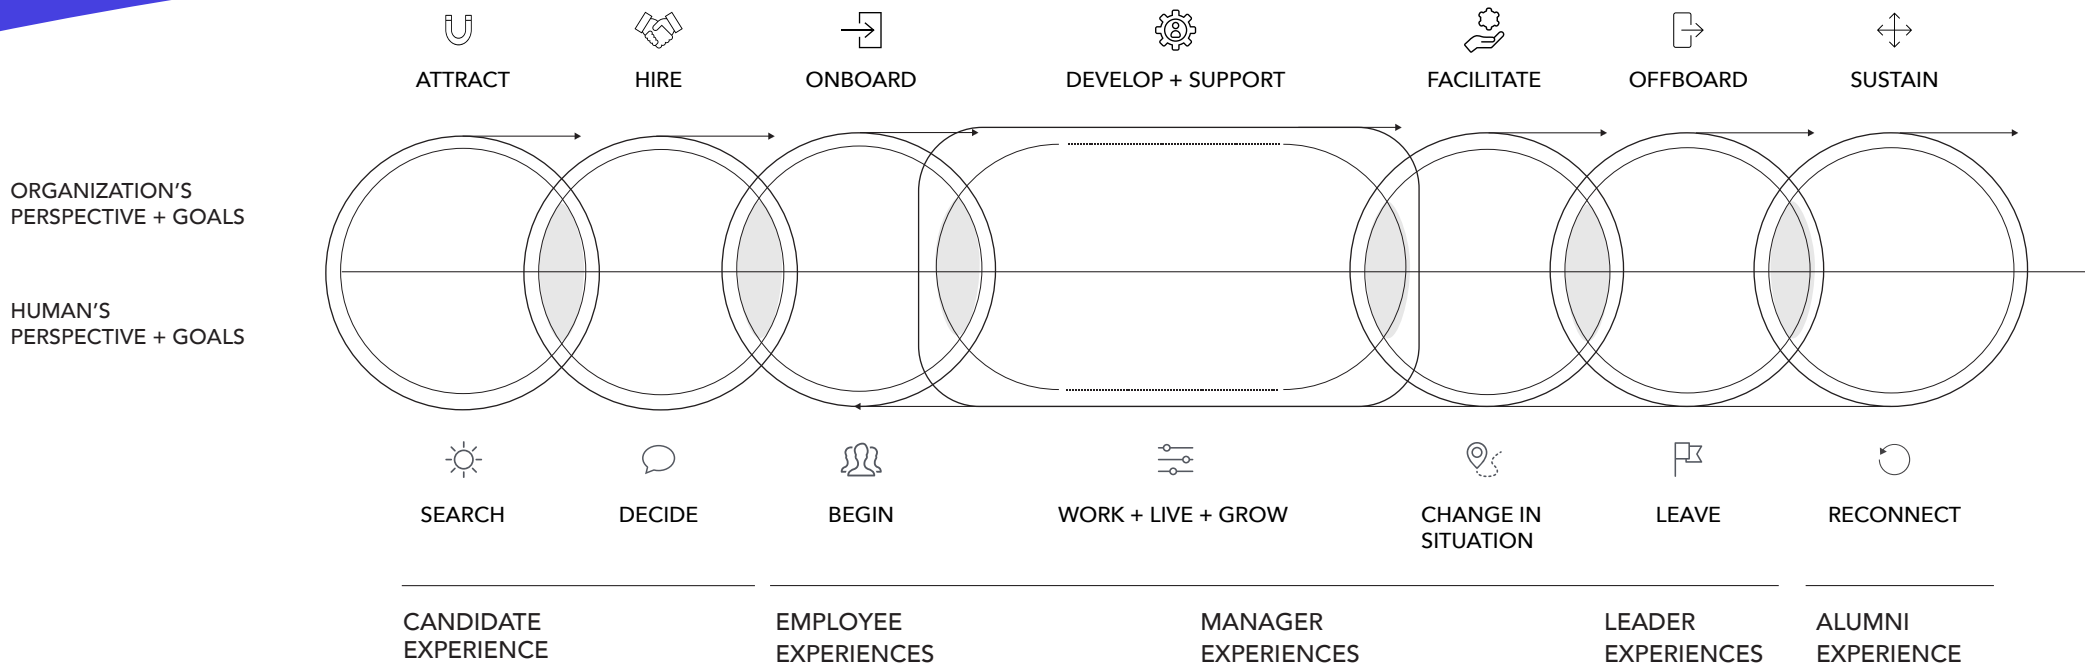 ATTRACT
HIRE
ONBOARD
DEVELOP + SUPPORT
FACILITATE
OFFBOARD
SUSTAIN
ORGANIZATION'S
PERSPECTIVE + GOALS
HUMAN'S
PERSPECTIVE + GOALS
SEARCH
DECIDE
BEGIN
WORK + LIVE + GROW
CHANGE IN
SITUATION
LEAVE
RECONNECT
CANDIDATE
EXPERIENCE
EMPLOYEE
EXPERIENCES
MANAGER
EXPERIENCES
LEADER
EXPERIENCES
ALUMNI
EXPERIENCE